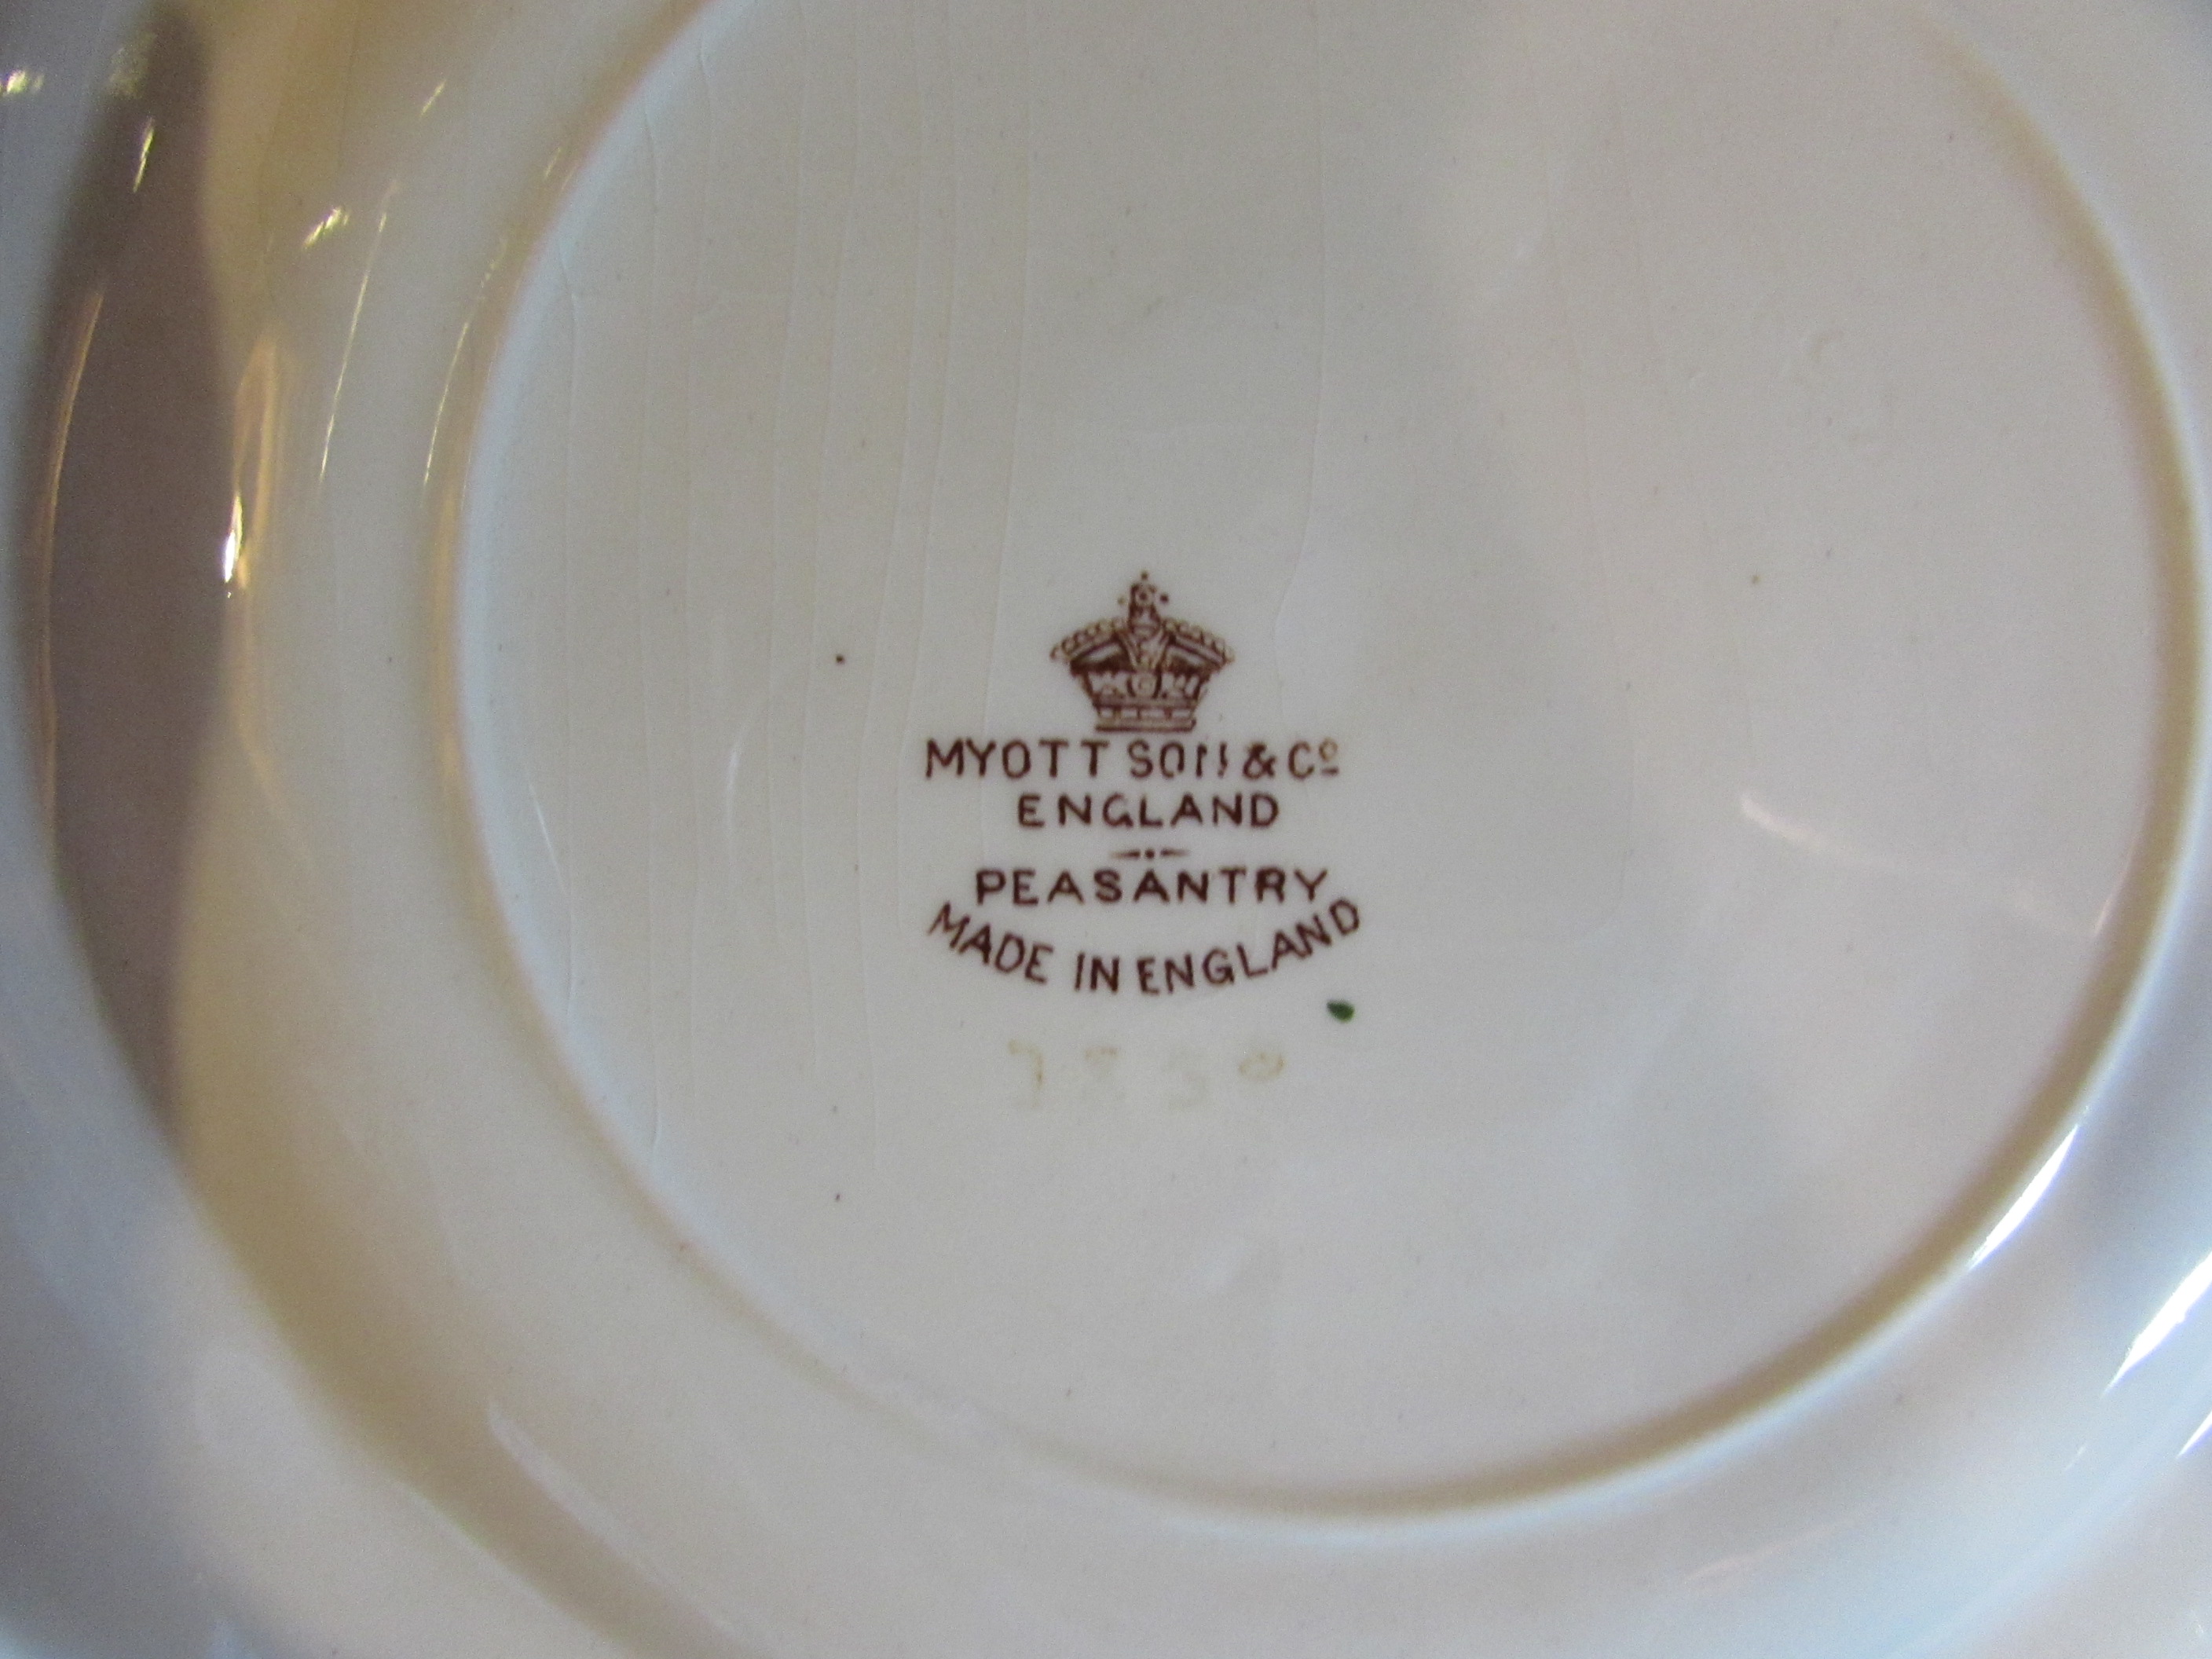 MYOTT SON & Cº
ENGLAND
PEASANTRY
MADE IN ENGLAND